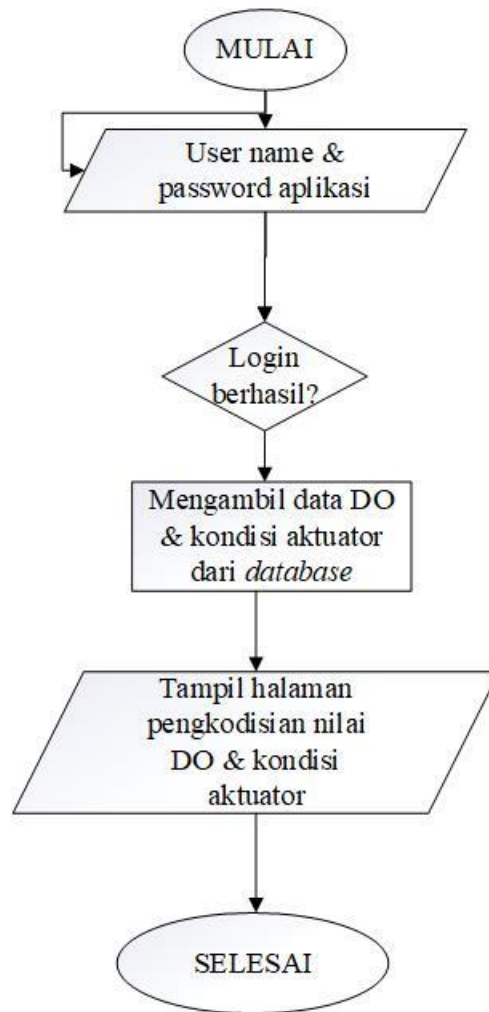 MULAI
User name &
password aplikasi
Login
berhasil?
Mengambil data DO
& kondisi aktuator
dari database
Tampil halaman
pengkodisian nilai
DO & kondisi
aktuator
SELESAI